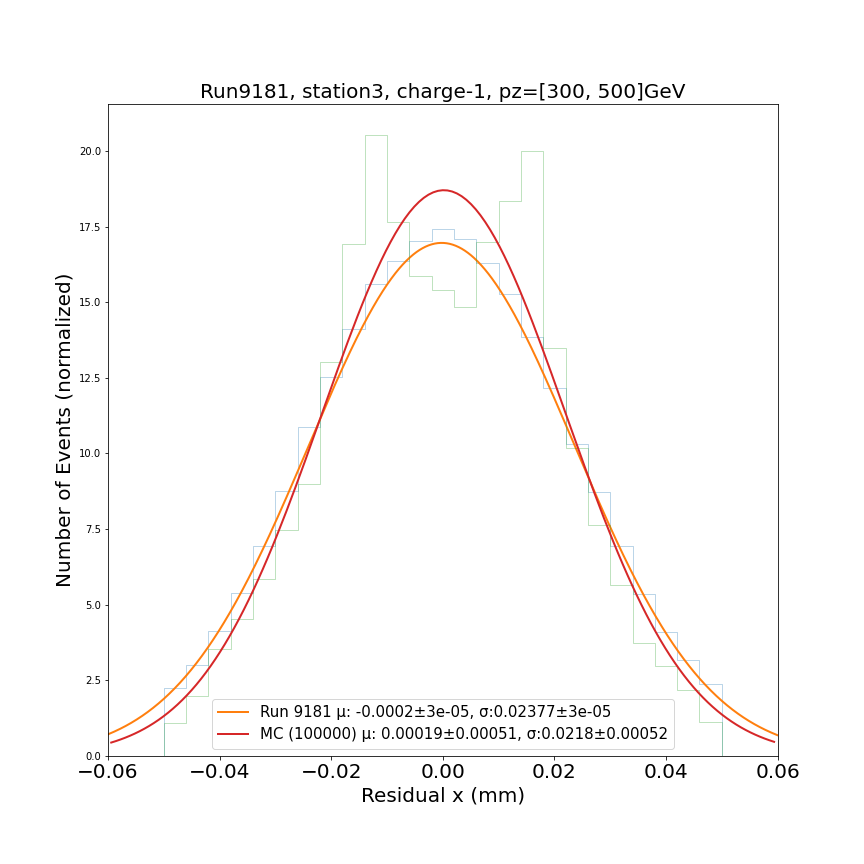 Run9181, station3, charge-1, pz=[300, 500]GeV
Number of Events (normalized)
20.0
17.5
15.0
12.5
10.0
7.5
5.0
2.5
0.0
Run 9181 μ: -0.0002±3e-05, σ:0.02377±3e-05
MC (100000) μ: 0.00019±0.00051, σ:0.0218±0.00052
−0.06 −0.04 −0.02 0.00 0.02 0.04 0.06
Residual x (mm)